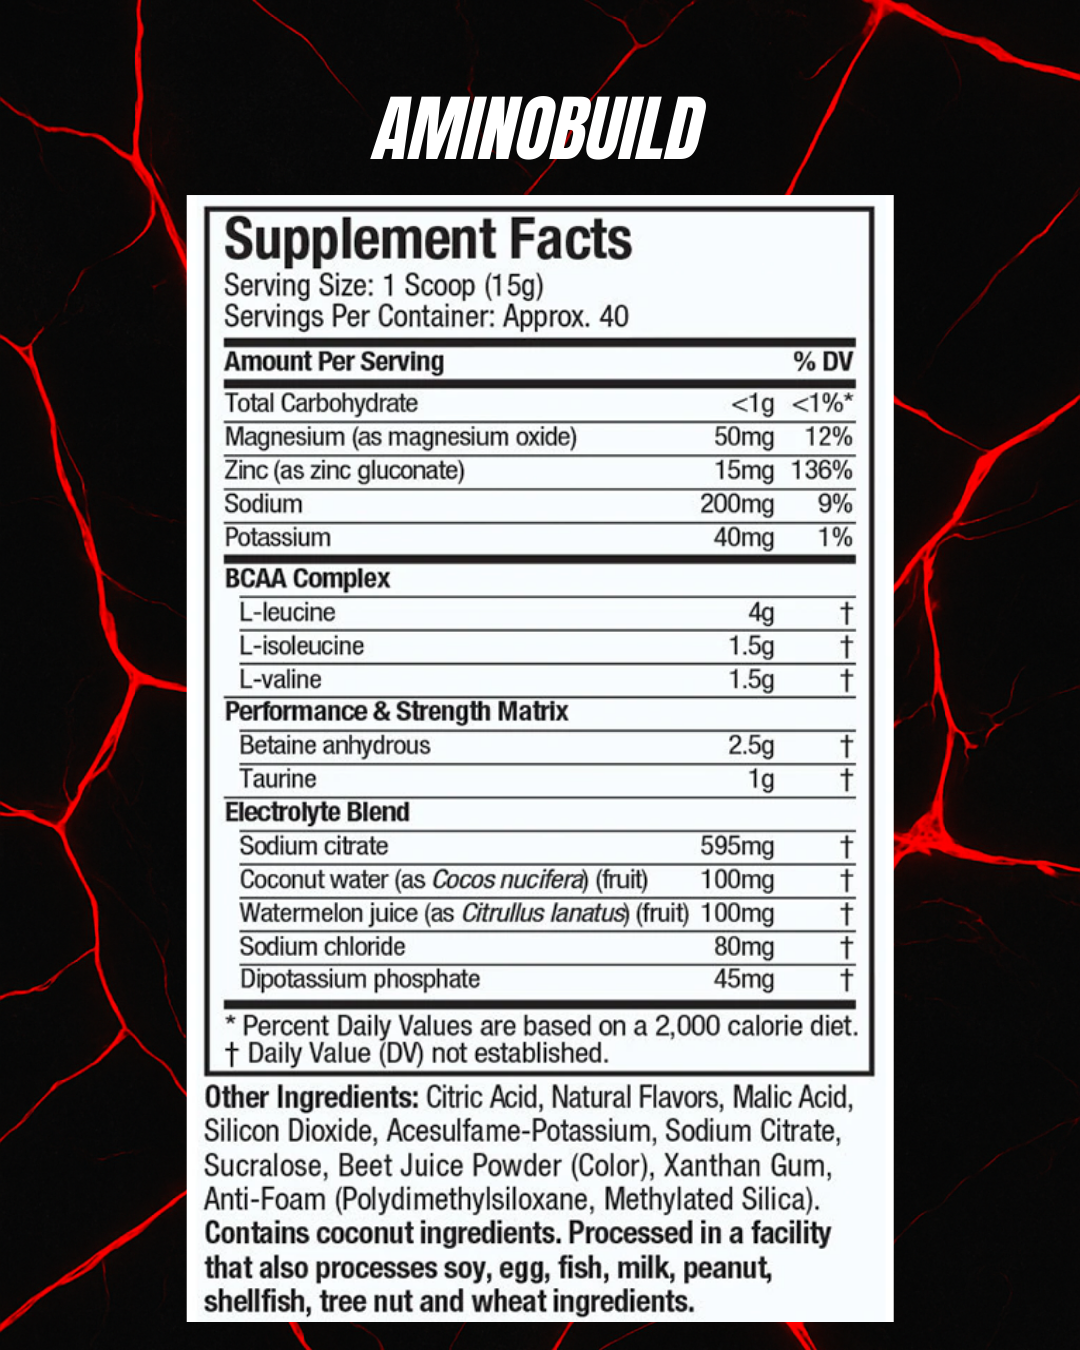 AMINOBUILD
Supplement Facts
Serving Size: 1 Scoop (15g)
Servings Per Container: Approx. 40
Amount Per Serving % DV
Total Carbohydrate <1g <1%*
Magnesium (as magnesium oxide) 50mg 12%
Zinc (as zinc gluconate) 15mg 136%
Sodium 200mg 9%
Potassium 40mg 1%
BCAA Complex
L-leucine 4g †
L-isoleucine 1.5g †
L-valine 1.5g †
Performance & Strength Matrix
Betaine anhydrous 2.5g †
Taurine 1g †
Electrolyte Blend
Sodium citrate 595mg †
Coconut water (as Cocos nucifera) (fruit) 100mg †
Watermelon juice (as Citrullus lanatus) (fruit) 100mg †
Sodium chloride 80mg †
Dipotassium phosphate 45mg †
* Percent Daily Values are based on a 2,000 calorie diet.
† Daily Value (DV) not established.
Other Ingredients: Citric Acid, Natural Flavors, Malic Acid,
Silicon Dioxide, Acesulfame-Potassium, Sodium Citrate,
Sucralose, Beet Juice Powder (Color), Xanthan Gum,
Anti-Foam (Polydimethylsiloxane, Methylated Silica).
Contains coconut ingredients. Processed in a facility
that also processes soy, egg, fish, milk, peanut,
shellfish, tree nut and wheat ingredients.